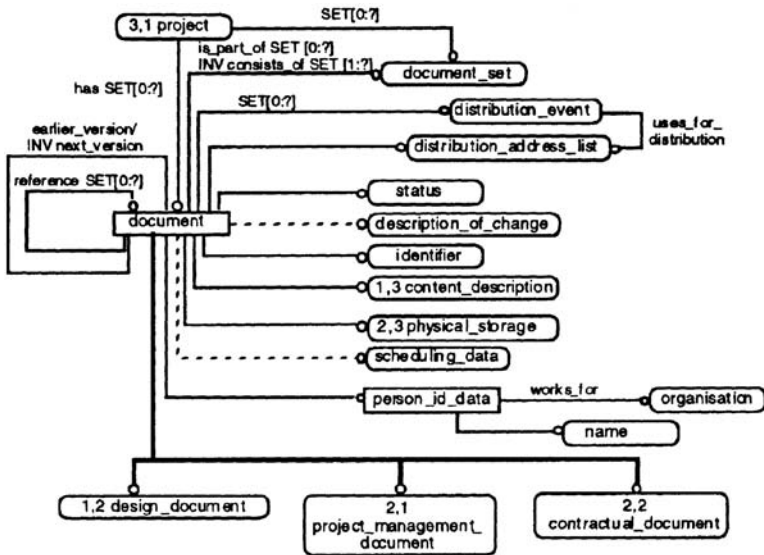 SET[0:?]
3,1 project
is_part_of SET [0:?]
INV consists_of SET [1:?]
document_set
has SET[0:?]
SET[0:?]
distribution_event
uses_for_
distribution
earlier_version/
INV next_version
distribution_address_list
reference SET[0:?]
status
document
description_of_change
identifier
1,3 content_description
2,3 physical_storage
scheduling_data
person_id_data
works_for
organisation
name
1,2 design_document
2,1
project_management_
document
2,2
contractual_document